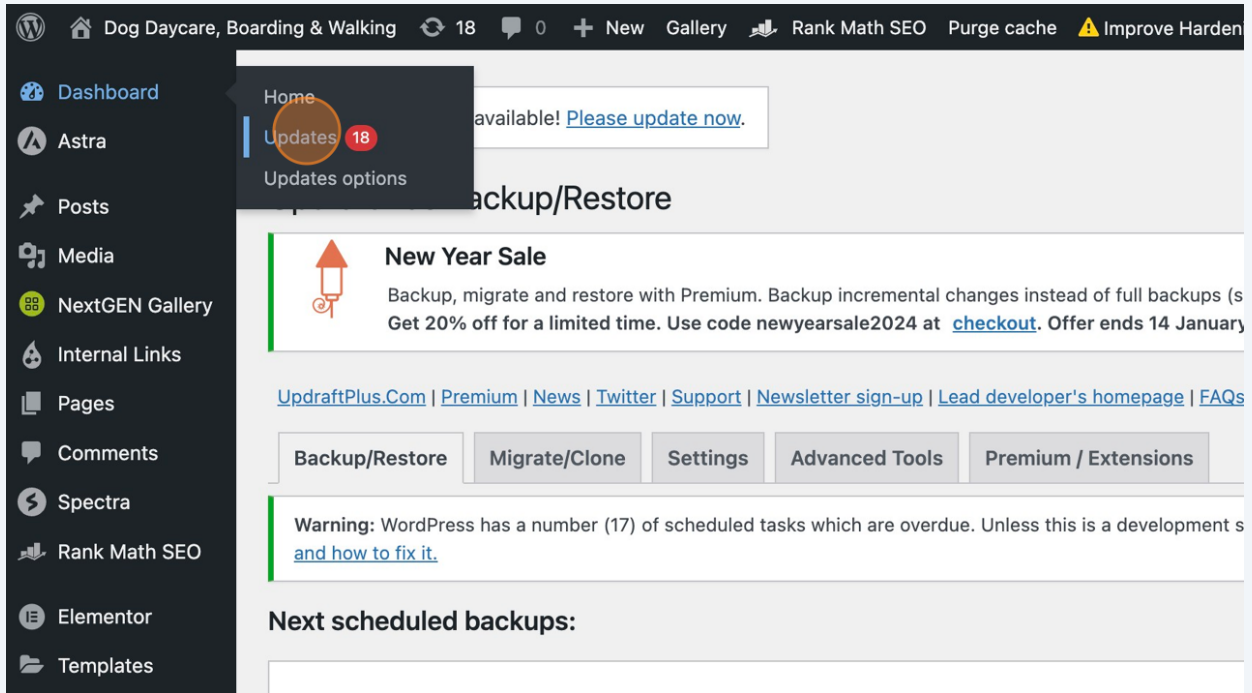 Dog Daycare, Boarding & Walking 18 0 New Gallery Rank Math SEO Purge cache Improve Hardeni
Dashboard
Astra
Posts
Media
NextGEN Gallery
Internal Links
Pages
Comments
Spectra
Rank Math SEO
Elementor
Templates
Home
Updates 18
Updates options
available! Please update now.
ackup/Restore
New Year Sale
Backup, migrate and restore with Premium. Backup incremental changes instead of full backups (s
Get 20% off for a limited time. Use code newyearsale2024 at checkout. Offer ends 14 January
UpdraftPlus.Com | Premium | News | Twitter | Support | Newsletter sign-up | Lead developer's homepage | FAQs
Backup/Restore Migrate/Clone Settings Advanced Tools Premium / Extensions
Warning: WordPress has a number (17) of scheduled tasks which are overdue. Unless this is a development s
and how to fix it.
Next scheduled backups: